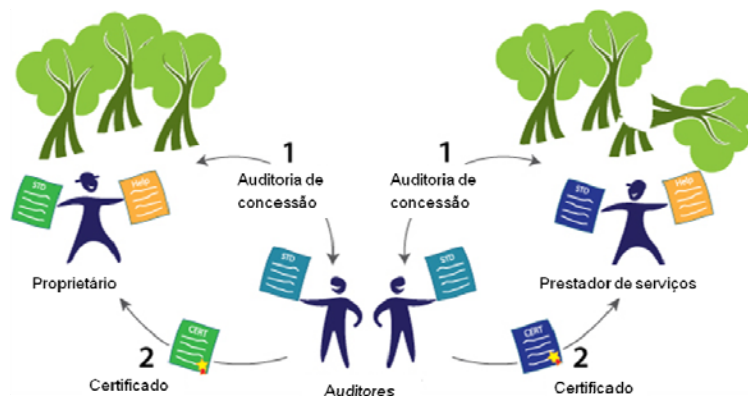 1
Auditoria de
concessão
1
Auditoria de
concessão
STD
Help
STD
Help
STD
STD
Proprietário
Prestador de serviços
CERT
2
Certificado
CERT
2
Certificado
Auditores